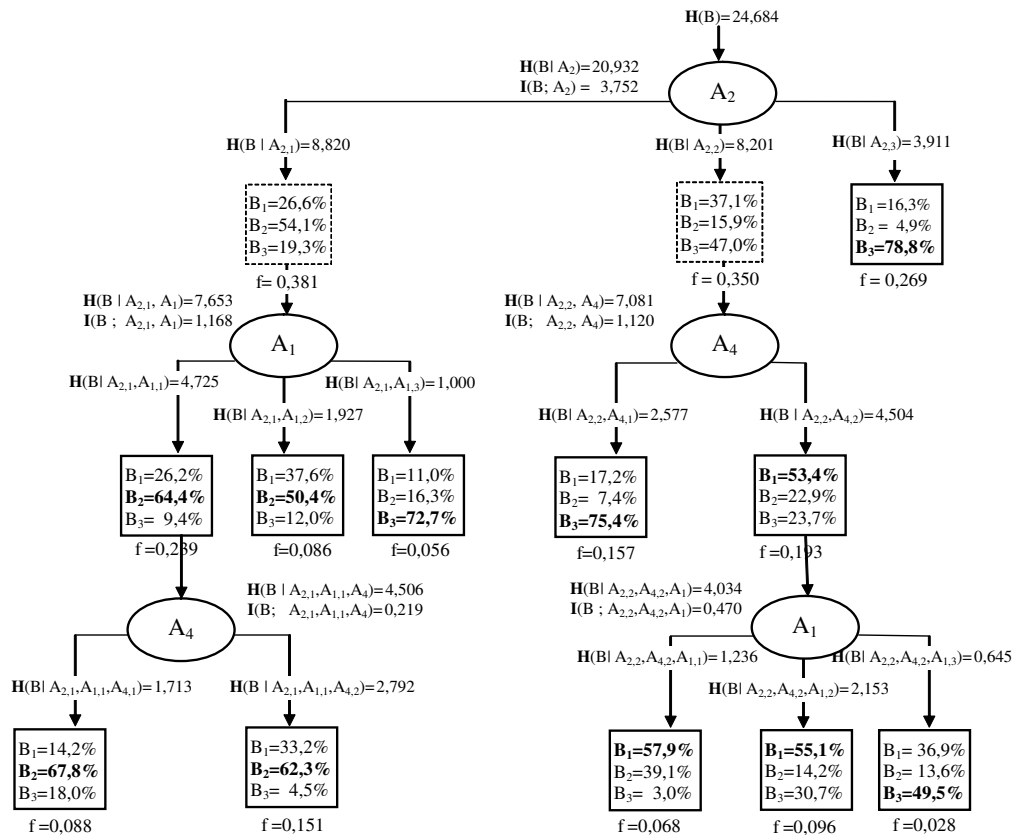 H(B)=24,684
H(B| A2)=20,932
I(B; A2) = 3,752
A2
H(B | A2,1)=8,820
H(B| A2,2)=8,201
H(B| A2,3)=3,911
B1=26,6%
B2=54,1%
B3=19,3%
f= 0,381
B1=37,1%
B2=15,9%
B3=47,0%
f=0,350
B1=16,3%
B2= 4,9%
B3=78,8%
f=0,269
H(B | A2,1, A1)=7,653
I(B ; A2,1, A1)=1,168
A1
H(B | A2,2, A4)=7,081
I(B; A2,2, A4)=1,120
A4
H(B| A2,1,A1,1)=4,725
H(B| A2,1,A1,2)=1,927
H(B| A2,1,A1,3)=1,000
H(B| A2,2,A4,1)=2,577
H(B | A2,2,A4,2)=4,504
B1=26,2%
B2=64,4%
B3= 9,4%
f =0,239
B1=37,6%
B2=50,4%
B3=12,0%
f=0,086
B1=11,0%
B2=16,3%
B3=72,7%
f=0,056
B1=17,2%
B2= 7,4%
B3=75,4%
f=0,157
B1=53,4%
B2=22,9%
B3=23,7%
f=0,193
H(B | A2,1,A1,1,A4)=4,506
I(B; A2,1,A1,1,A4)=0,219
A4
H(B | A2,2,A4,2,A1)=4,034
I(B ; A2,2,A4,2,A1)=0,470
A1
H(B| A2,1,A1,1,A4,1)=1,713
H(B | A2,1,A1,1,A4,2)=2,792
H(B| A2,2,A4,2,A1,1)=1,236
H(B| A2,2,A4,2,A1,2)=2,153
H(B| A2,2,A4,2,A1,3)=0,645
B1=14,2%
B2=67,8%
B3=18,0%
f=0,088
B1=33,2%
B2=62,3%
B3= 4,5%
f=0,151
B1=57,9%
B2=39,1%
B3= 3,0%
f=0,068
B1=55,1%
B2=14,2%
B3=30,7%
f=0,096
B1= 36,9%
B2= 13,6%
B3=49,5%
f=0,028